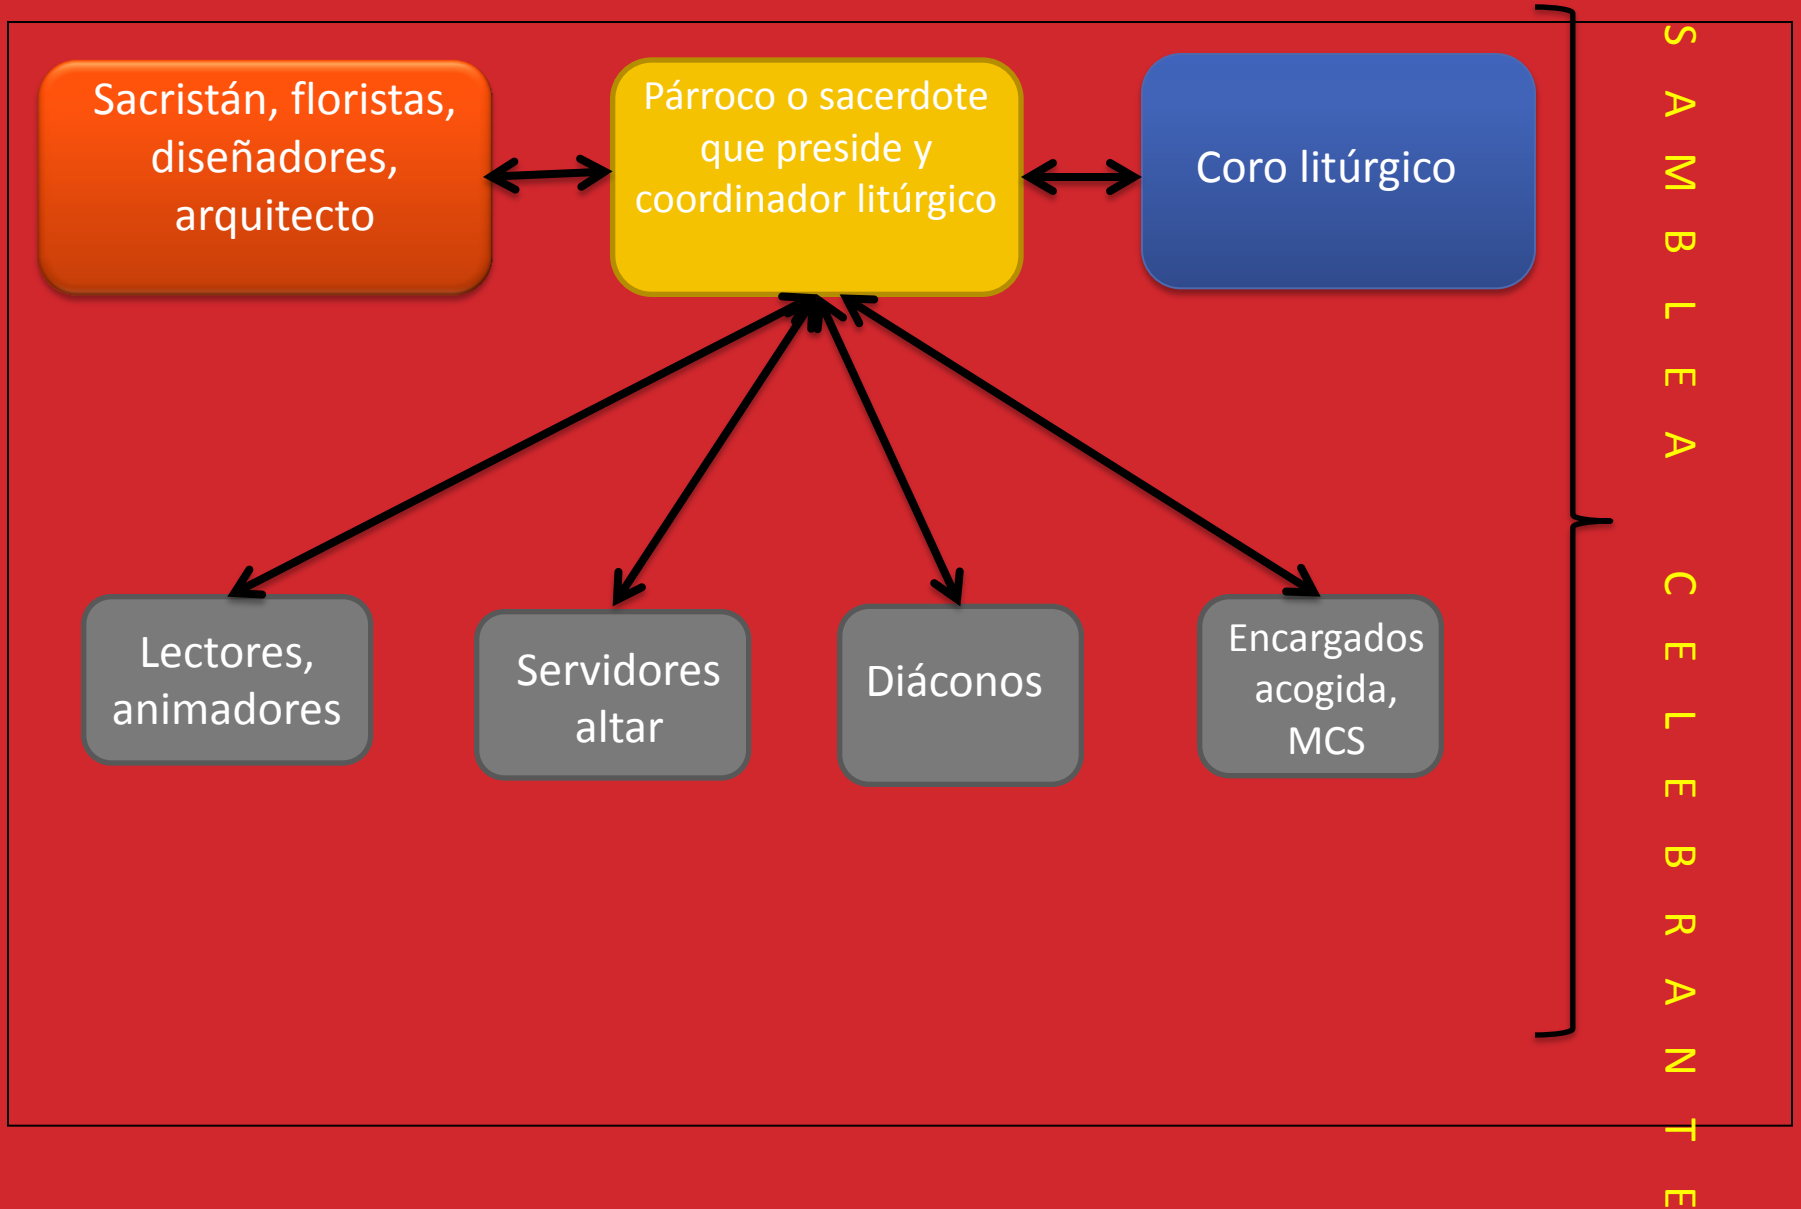 Sacristán, floristas,
diseñadores,
arquitecto
Párroco o sacerdote
que preside y
coordinador litúrgico
Coro litúrgico
Lectores,
animadores
Servidores
altar
Diáconos
Encargados
acogida,
MCS
S A M B L E A C E L E B R A N T E